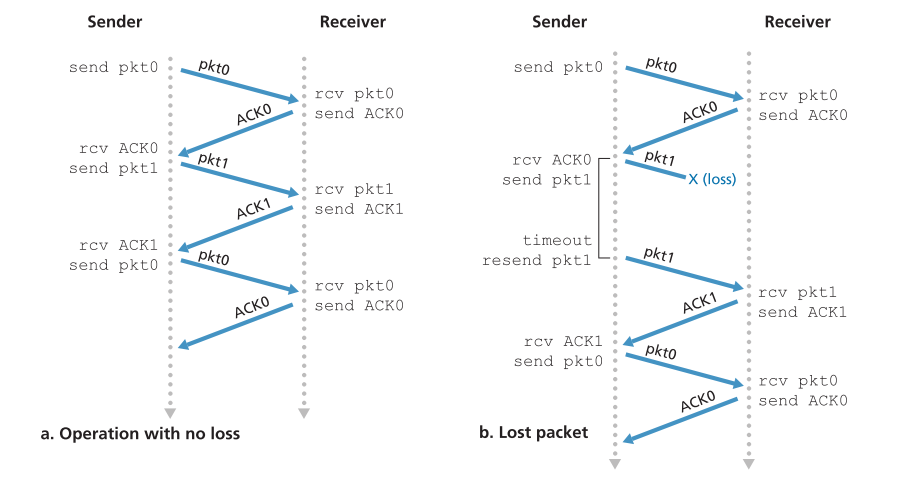 Sender
Receiver
send pkt0
pkt0
rcv pkt0
send ACK0
ACK0
rcv ACK0
send pkt1
pkt1
rcv pkt1
send ACK1
ACK1
rcv ACK1
send pkt0
pkt0
rcv pkt0
send ACK0
ACK0
a. Operation with no loss
Sender
Receiver
send pkt0
pkt0
rcv pkt0
send ACK0
ACK0
rcv ACK0
send pkt1
pkt1
X (loss)
timeout
resend pkt1
pkt1
rcv pkt1
send ACK1
ACK1
rcv ACK1
send pkt0
pkt0
rcv pkt0
send ACK0
ACK0
b. Lost packet